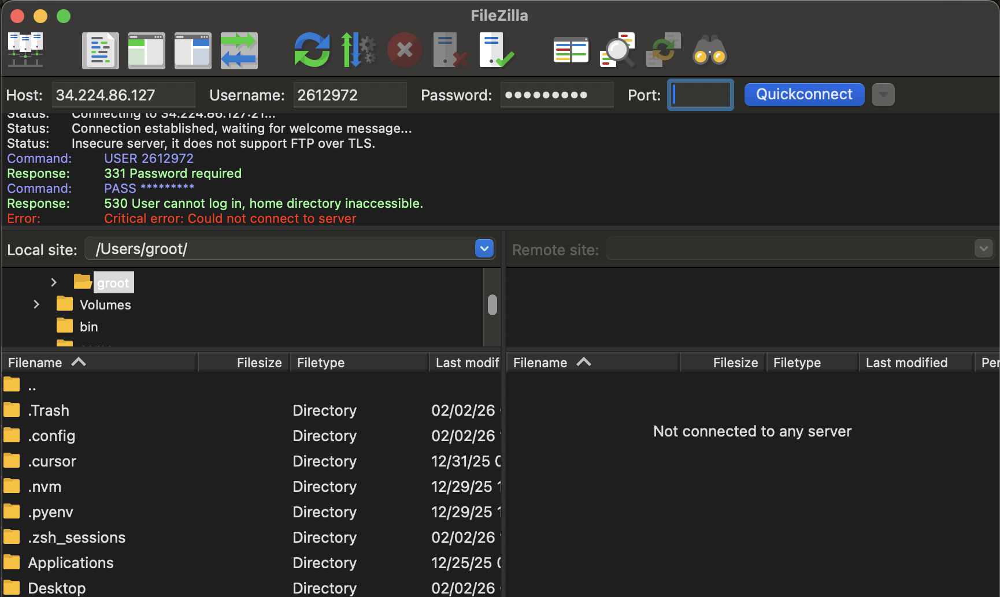 FileZilla
Host: 34.224.86.127 Username: 2612972 Password: ●●●●●●●●● Port: Quickconnect
Status: Connecting to 34.224.86.127:21...
Status: Connection established, waiting for welcome message...
Status: Insecure server, it does not support FTP over TLS.
Command: USER 2612972
Response: 331 Password required
Command: PASS *********
Response: 530 User cannot log in, home directory inaccessible.
Error: Critical error: Could not connect to server
Local site: /Users/groot/
Remote site:
groot
Volumes
bin
Filename Filesize Filetype Last modif
..
.Trash Directory 02/02/26
.config Directory 02/02/26
.cursor Directory 12/31/25 0
.nvm Directory 12/29/25 1
.pyenv Directory 12/29/25 1
.zsh_sessions Directory 02/02/26
Applications Directory 12/25/25 0
Desktop Directory 02/02/26
Filename Filesize Filetype Last modified Per
Not connected to any server